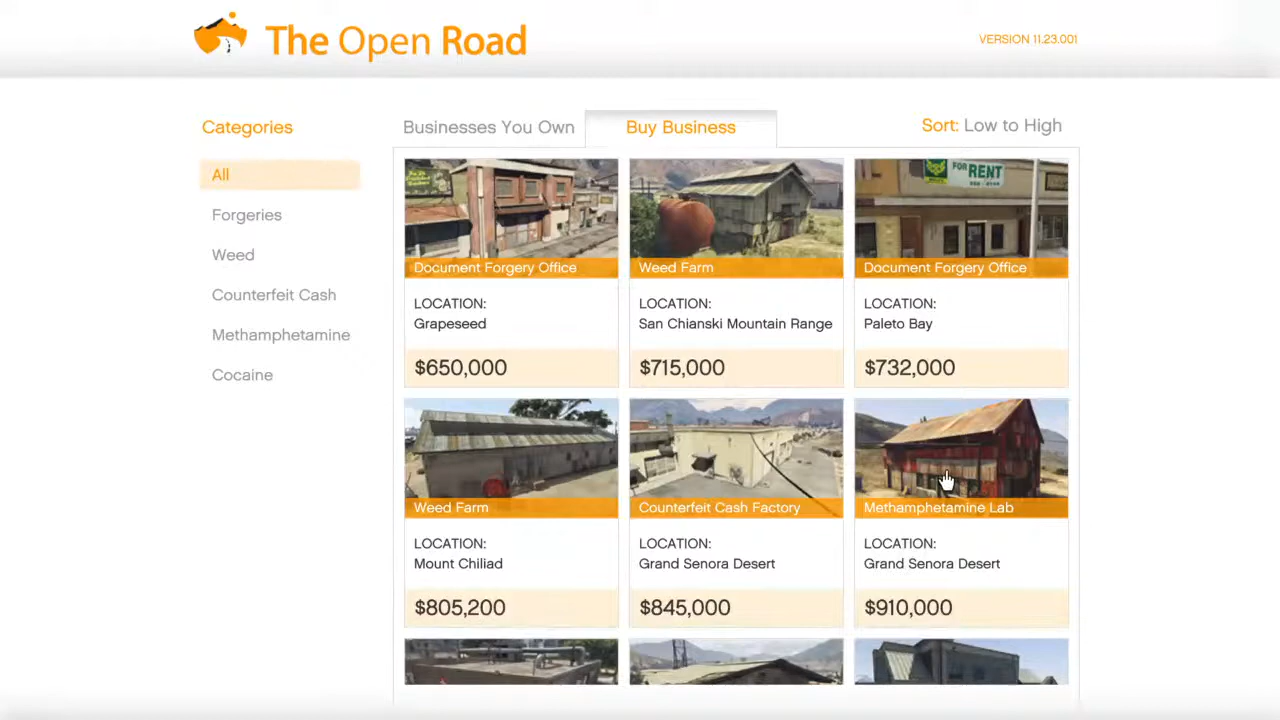 The Open Road
VERSION 11.23.001
Categories
All
Forgeries
Weed
Counterfeit Cash
Methamphetamine
Cocaine
Businesses You Own
Buy Business
Sort: Low to High
Document Forgery Office
LOCATION:
Grapeseed
$650,000
Weed Farm
LOCATION:
San Chianski Mountain Range
$715,000
FOR RENT
Document Forgery Office
LOCATION:
Paleto Bay
$732,000
Weed Farm
LOCATION:
Mount Chiliad
$805,200
Counterfeit Cash Factory
LOCATION:
Grand Senora Desert
$845,000
Methamphetamine Lab
LOCATION:
Grand Senora Desert
$910,000